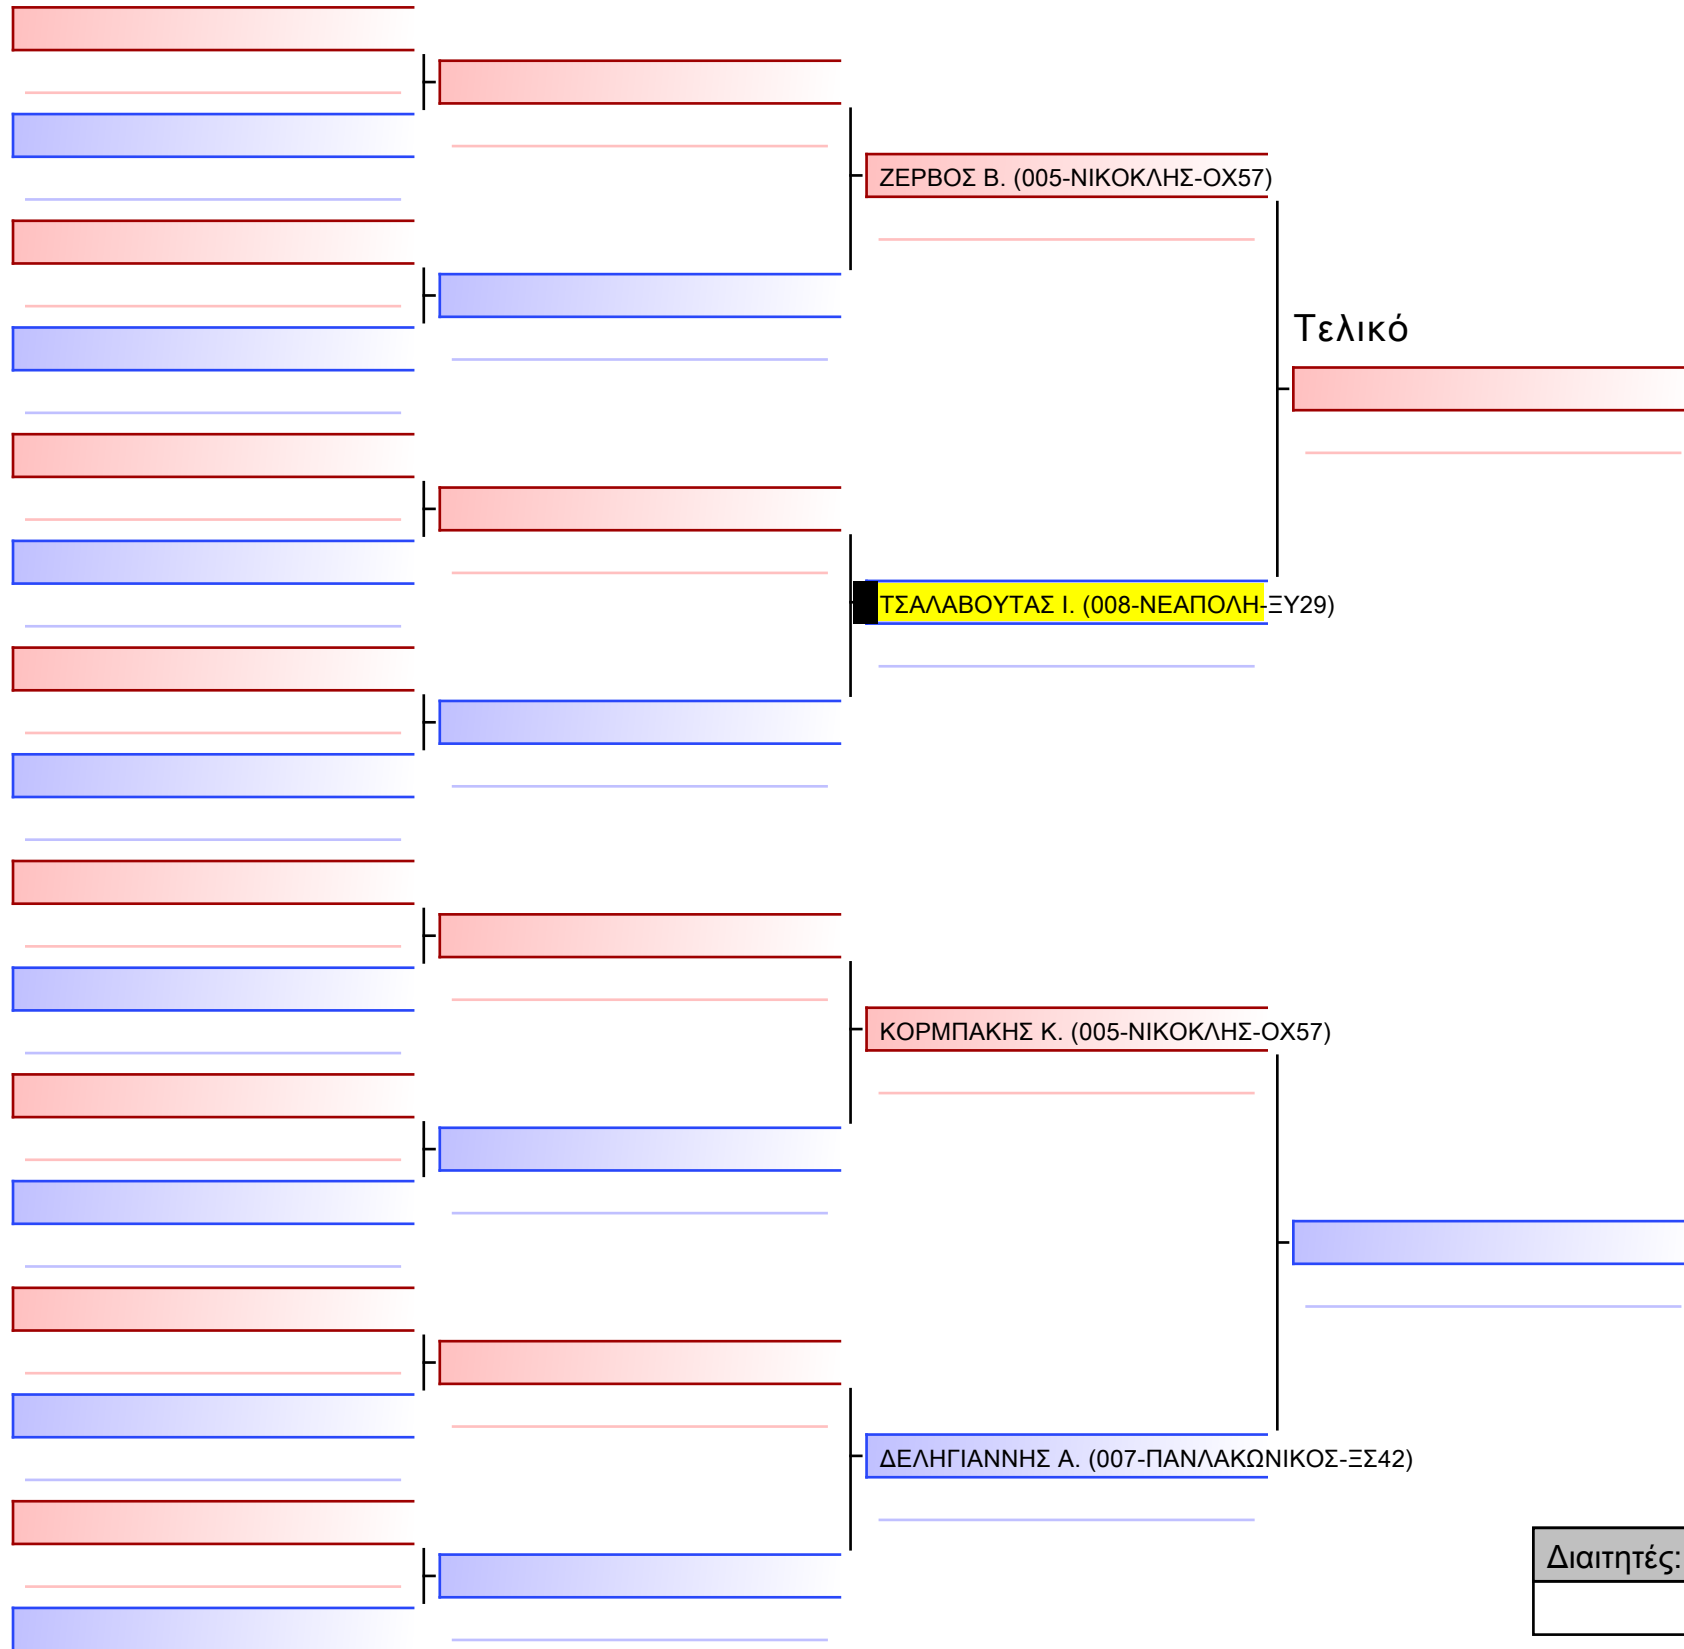 ΖΕΡΒΟΣ Β. (005-ΝΙΚΟΚΛΗΣ-ΟΧ57)
Τελικό
ΤΣΑΛΑΒΟΥΤΑΣ Ι. (008-ΝΕΑΠΟΛΗ-ΞΥ29)
ΚΟΡΜΠΑΚΗΣ Κ. (005-ΝΙΚΟΚΛΗΣ-ΟΧ57)
ΔΕΛΗΓΙΑΝΝΗΣ Α. (007-ΠΑΝΛΑΚΩΝΙΚΟΣ-ΞΣ42)
Διαιτητές: